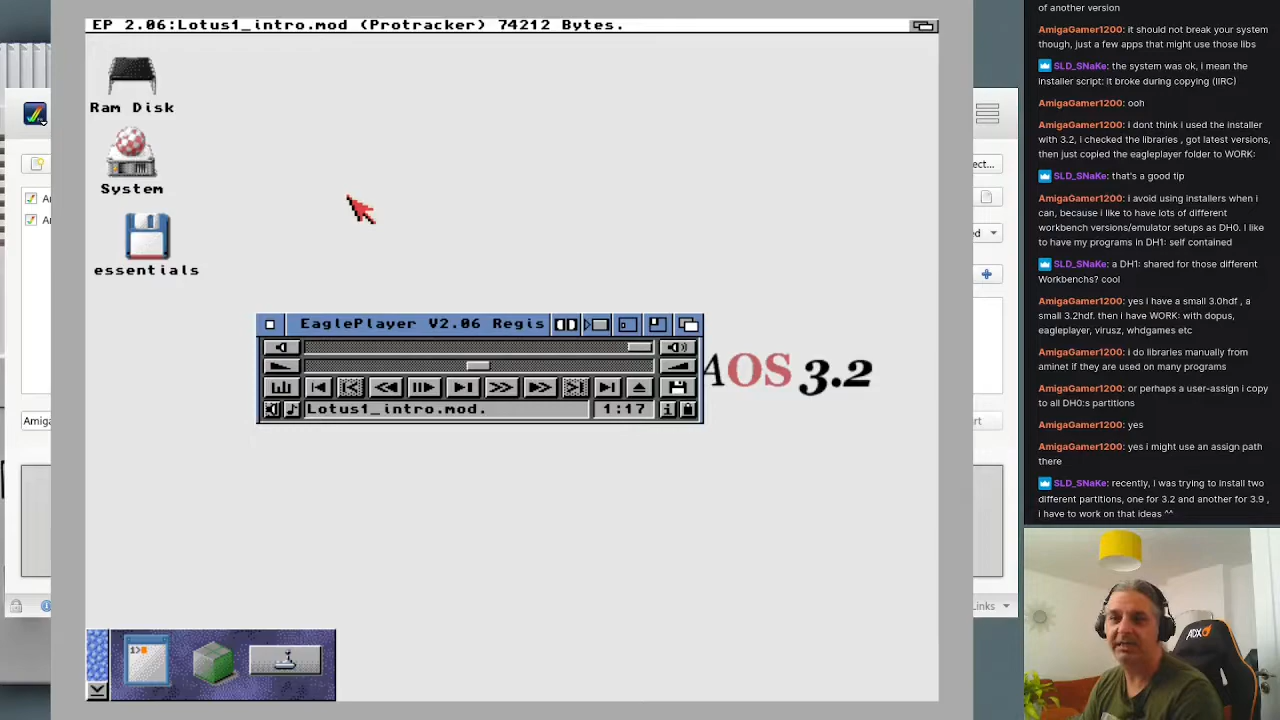 EP 2.06:Lotus1_intro.mod (Protracker) 74212 Bytes.
Ram Disk
System
essentials
EaglePlayer V2.06 Regis
OS 3.2
Lotus1_intro.mod.
1:17
1>
ect...
ed
Amiga
rt
Links
of another version
AmigaGamer1200: it should not break your system
though, just a few apps that might use those libs
SLD_SNaKe: the system was ok, i mean the
installer script: it broke during copying (IIRC)
AmigaGamer1200: ooh
AmigaGamer1200: i dont think i used the installer
with 3.2, i checked the libraries , got latest versions,
then just copied the eagleplayer folder to WORK:
SLD_SNaKe: that's a good tip
AmigaGamer1200: i avoid using installers when i
can, because i like to have lots of different
workbench versions/emulator setups as DH0. I like
to have my programs in DH1: self contained
SLD_SNaKe: a DH1: shared for those different
Workbenchs? cool
AmigaGamer1200: yes i have a small 3.0hdf , a
small 3.2hdf. then i have WORK: with dopus,
eagleplayer, virusz, whdgames etc
AmigaGamer1200: i do libraries manually from
aminet if they are used on many programs
AmigaGamer1200: or perhaps a user-assign i copy
to all DH0:s partitions
AmigaGamer1200: yes
AmigaGamer1200: yes i might use an assign path
there
SLD_SNaKe: recently, i was trying to install two
different partitions, one for 3.2 and another for 3.9 ,
i have to work on that ideas ^^